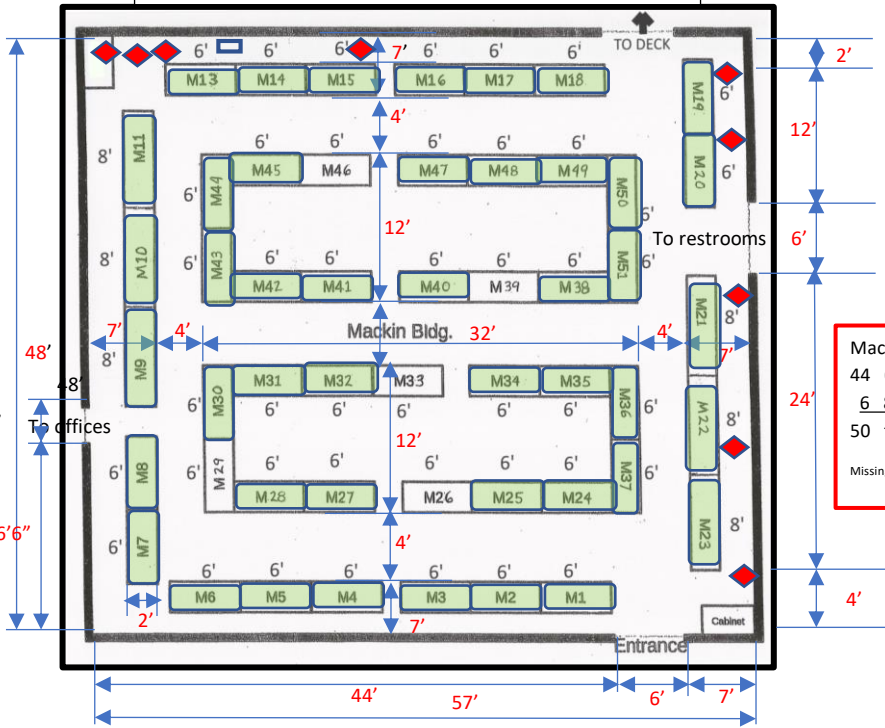 TO DECK
6' 6' 6' 7' 6' 6' 6' 2'
M13 M14 M15 M16 M17 M18
M19 6' 12'
M11 8' 4'
M20 6'
6' 6' 6' 6' 6'
M45 M46 M47 M48 M49
M44 6' M50 6'
M10 8' 12' To restrooms 6'
M43 6' M51 6'
6' 6' 6' 6' 6'
M42 M41 M40 M39 M38
M21 8'
Mackin Bldg. 32'
7' 4' 4' 7'
M9 8'
48' 48'
Mac
44
6
50
Missin
M31 M32 M33 M34 M35
M30 M36 6'
6' 6' 6' 6' 6'
24'
To offices
12' M22 8'
M29 M37 6'
M8 6'
6' 6' 6' 6' 6'
M28 M27 M26 M25 M24
6'6”
M7 6' 4' M23 8'
6' 6' 6' 6' 6' 6'
M6 M5 M4 M3 M2 M1
2' 7' 4'
Cabinet
Entrance
44' 6' 7'
57'